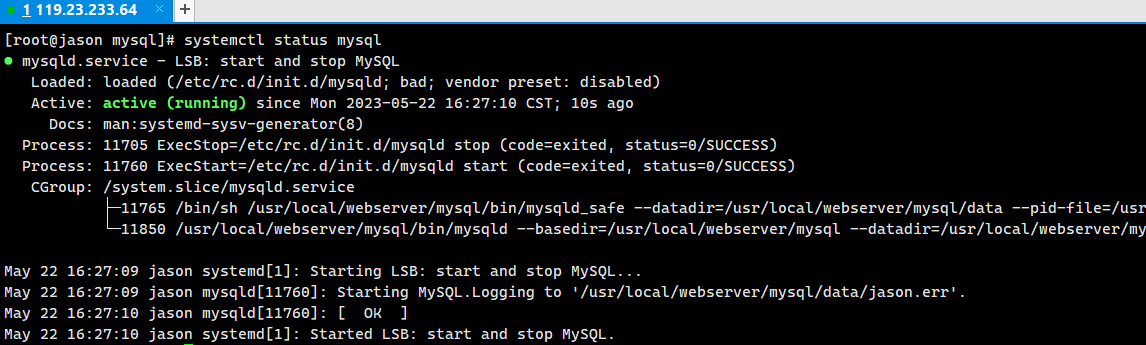 1 119.23.233.64 × +
[root@jason mysql]# systemctl status mysql
● mysqld.service - LSB: start and stop MySQL
Loaded: loaded (/etc/rc.d/init.d/mysqld; bad; vendor preset: disabled)
Active: active (running) since Mon 2023-05-22 16:27:10 CST; 10s ago
Docs: man:systemd-sysv-generator(8)
Process: 11705 ExecStop=/etc/rc.d/init.d/mysqld stop (code=exited, status=0/SUCCESS)
Process: 11760 ExecStart=/etc/rc.d/init.d/mysqld start (code=exited, status=0/SUCCESS)
CGroup: /system.slice/mysqld.service
├─11765 /bin/sh /usr/local/webserver/mysql/bin/mysqld_safe --datadir=/usr/local/webserver/mysql/data --pid-file=/usr
└─11850 /usr/local/webserver/mysql/bin/mysqld --basedir=/usr/local/webserver/mysql --datadir=/usr/local/webserver/my

May 22 16:27:09 jason systemd[1]: Starting LSB: start and stop MySQL...
May 22 16:27:10 jason mysqld[11760]: Starting MySQL.Logging to '/usr/local/webserver/mysql/data/jason.err'.
May 22 16:27:10 jason mysqld[11760]: [  OK  ]
May 22 16:27:10 jason systemd[1]: Started LSB: start and stop MySQL.